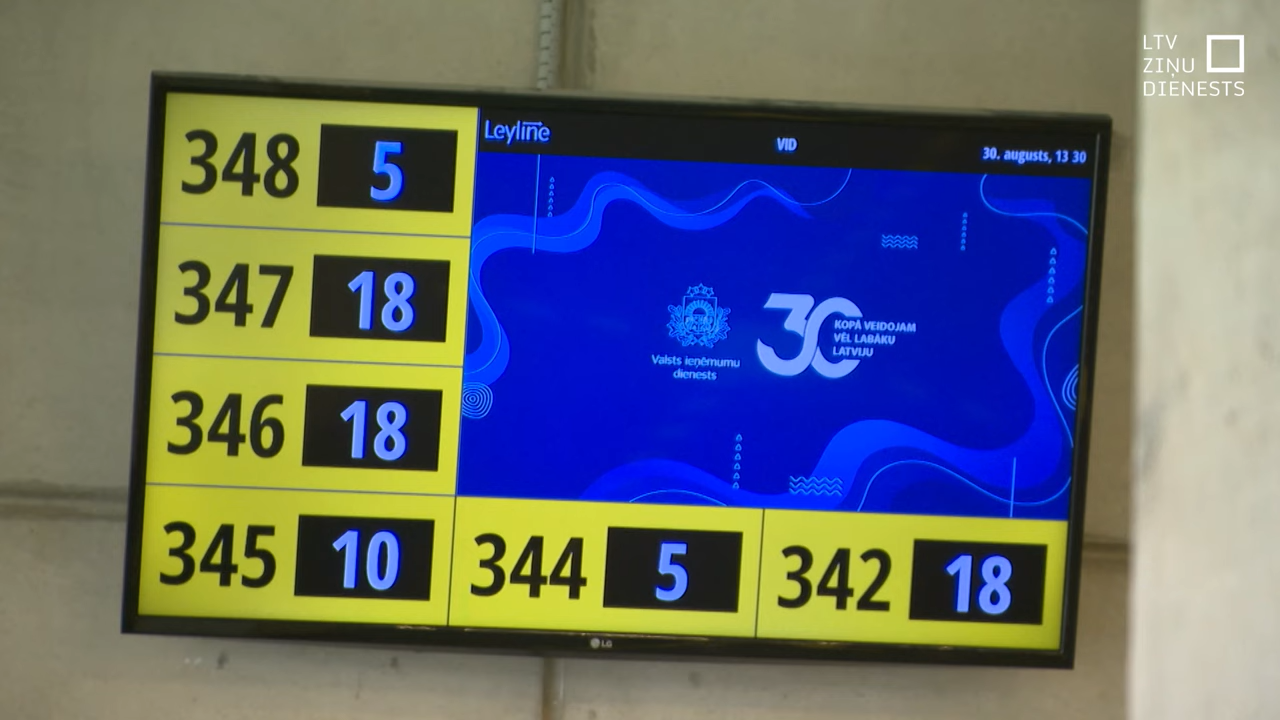 LTV
ZIŅU
DIENESTS
348 5
347 18
346 18
345 10
344 5
342 18
Leyline
VID
30. augusts, 13 30
Valsts ieņēmumu
dienests
30
KOPĀ VEIDOJAM
VĒL LABĀKU
LATVIJU
LG